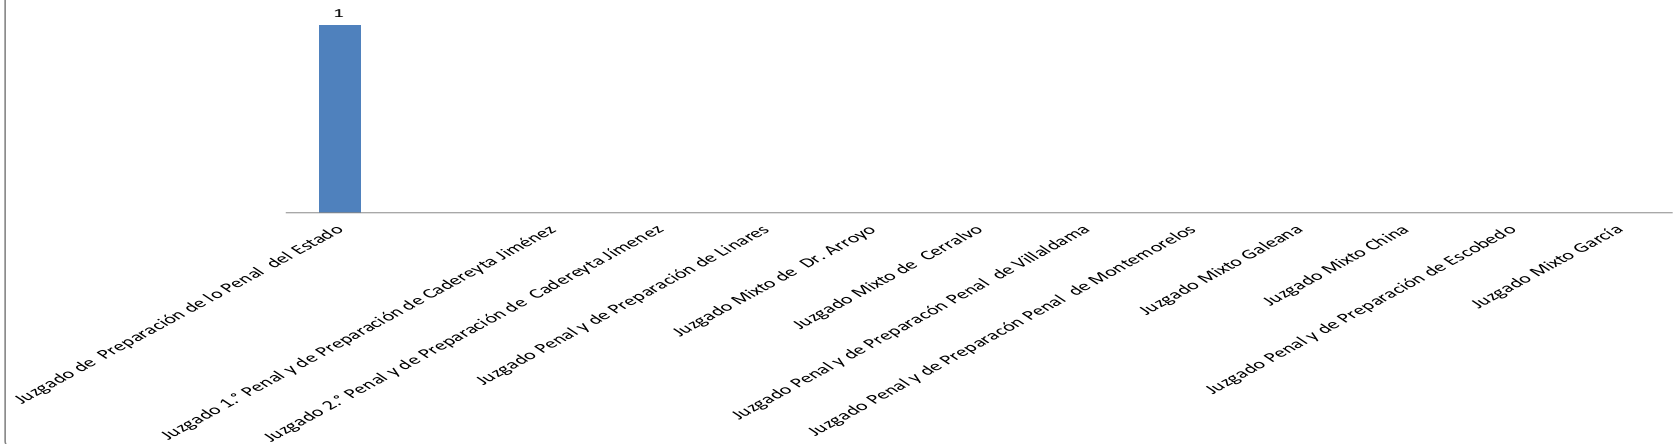 1
Juzgado de Preparación de lo Penal del Estado
Juzgado 1.° Penal y de Preparación de Cadereyta Jiménez
Juzgado 2.° Penal y de Preparación de Cadereyta Jímenez
Juzgado Penal y de Preparación de Linares
Juzgado Mixto de Dr. Arroyo
Juzgado Mixto de Cerralvo
Juzgado Penal y de Preparacón Penal de Villaldama
Juzgado Penal y de Preparacón Penal de Montemorelos
Juzgado Mixto Galeana
Juzgado Mixto China
Juzgado Penal y de Preparación de Escobedo
Juzgado Mixto García